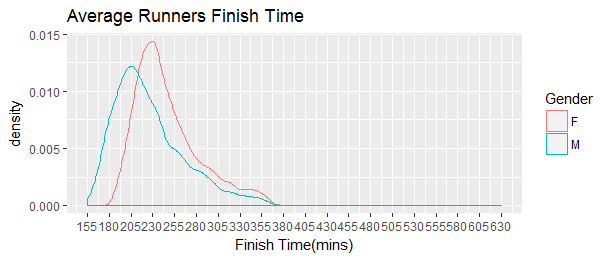 Average Runners Finish Time
0.015
0.010
0.005
0.000
density
155 180 205 230 255 280 305 330 355 380 405 430 455 480 505 530 555 580 605 630
Finish Time(mins)
Gender
F
M